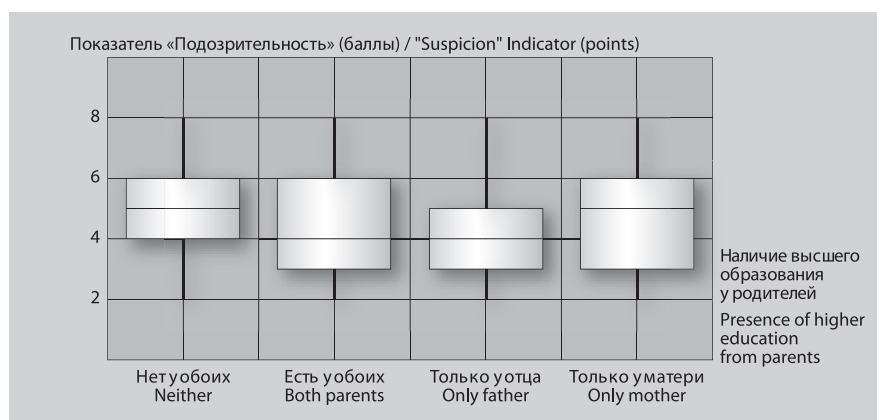 Показатель «Подозрительность» (баллы) / "Suspicion" Indicator (points)
8
6
4
2
Наличие высшего
образования
у родителей
Presence of higher
education
from parents
Нет у обоих
Neither
Есть у обоих
Both parents
Только у отца
Only father
Только у матери
Only mother